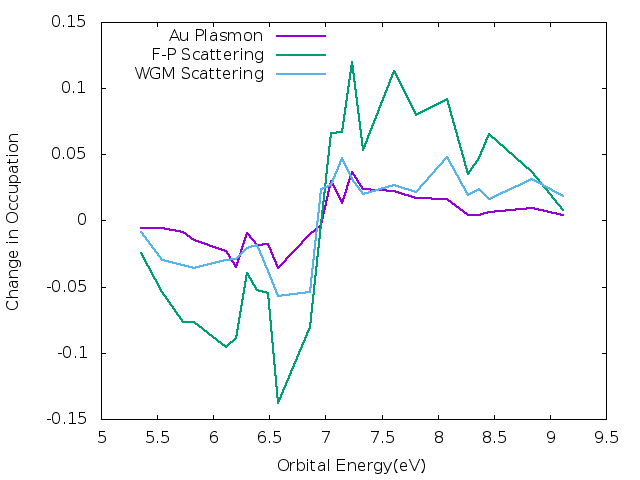 0.15
Au Plasmon
F-P Scattering
WGM Scattering
0.1
0.05
0
-0.05
-0.1
-0.15
Change in Occupation
5 5.5 6 6.5 7 7.5 8 8.5 9 9.5
Orbital Energy(eV)